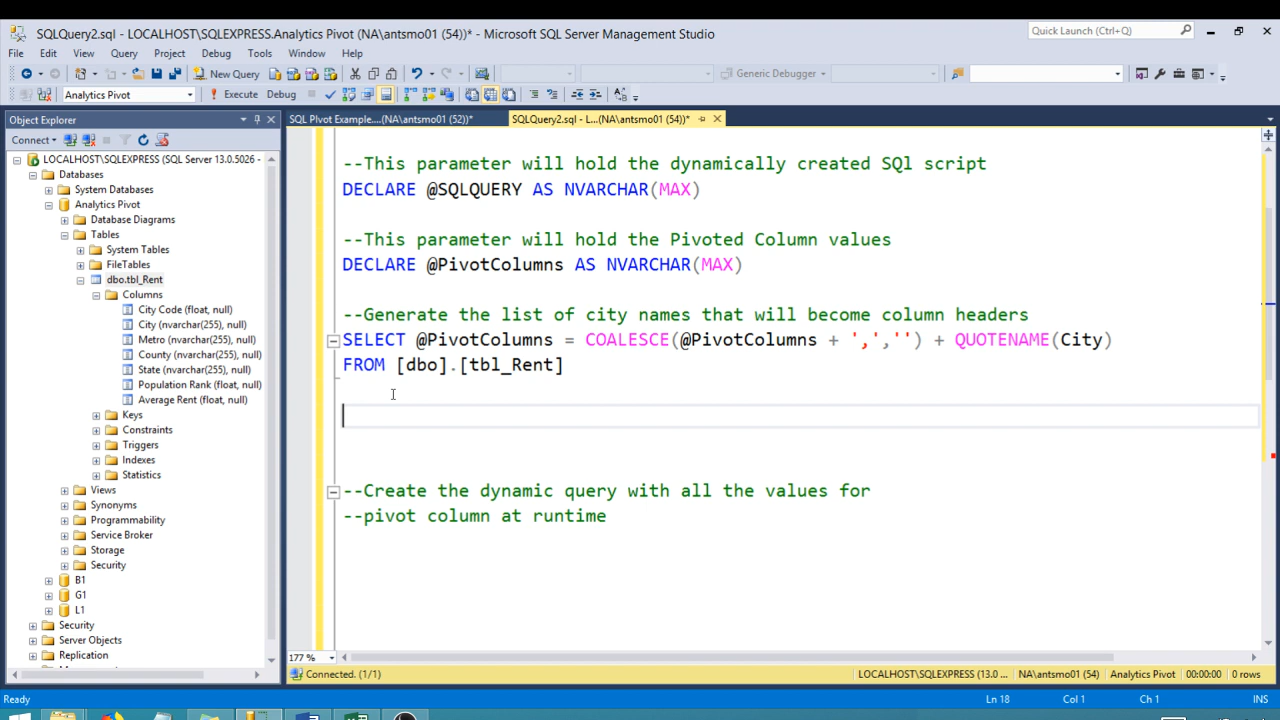 SQLQuery2.sql - LOCALHOST\SQLEXPRESS.Analytics Pivot (NA\antsmo01 (54))* - Microsoft SQL Server Management Studio
Quick Launch (Ctrl+Q)
File Edit View Query Project Debug Tools Window Help
New Query
Generic Debugger
Analytics Pivot
Execute Debug
Object Explorer
Connect
LOCALHOST\SQLEXPRESS (SQL Server 13.0.5026 -
Databases
System Databases
Analytics Pivot
Database Diagrams
Tables
System Tables
FileTables
dbo.tbl_Rent
Columns
City Code (float, null)
City (nvarchar(255), null)
Metro (nvarchar(255), null)
County (nvarchar(255), null)
State (nvarchar(255), null)
Population Rank (float, null)
Average Rent (float, null)
Keys
Constraints
Triggers
Indexes
Statistics
Views
Synonyms
Programmability
Service Broker
Storage
Security
B1
G1
L1
Security
Server Objects
Replication
SQL Pivot Example....(NA\antsmo01 (52))*
SQLQuery2.sql - L...(NA\antsmo01 (54))*
--This parameter will hold the dynamically created SQl script
DECLARE @SQLQUERY AS NVARCHAR(MAX)
--This parameter will hold the Pivoted Column values
DECLARE @PivotColumns AS NVARCHAR(MAX)
--Generate the list of city names that will become column headers
SELECT @PivotColumns = COALESCE(@PivotColumns + ',','') + QUOTENAME(City)
FROM [dbo].[tbl_Rent]
--Create the dynamic query with all the values for
--pivot column at runtime
177 %
Connected. (1/1)
LOCALHOST\SQLEXPRESS (13.0 ... NA\antsmo01 (54) Analytics Pivot 00:00:00 0 rows
Ready
Ln 18 Col 1 Ch 1 INS